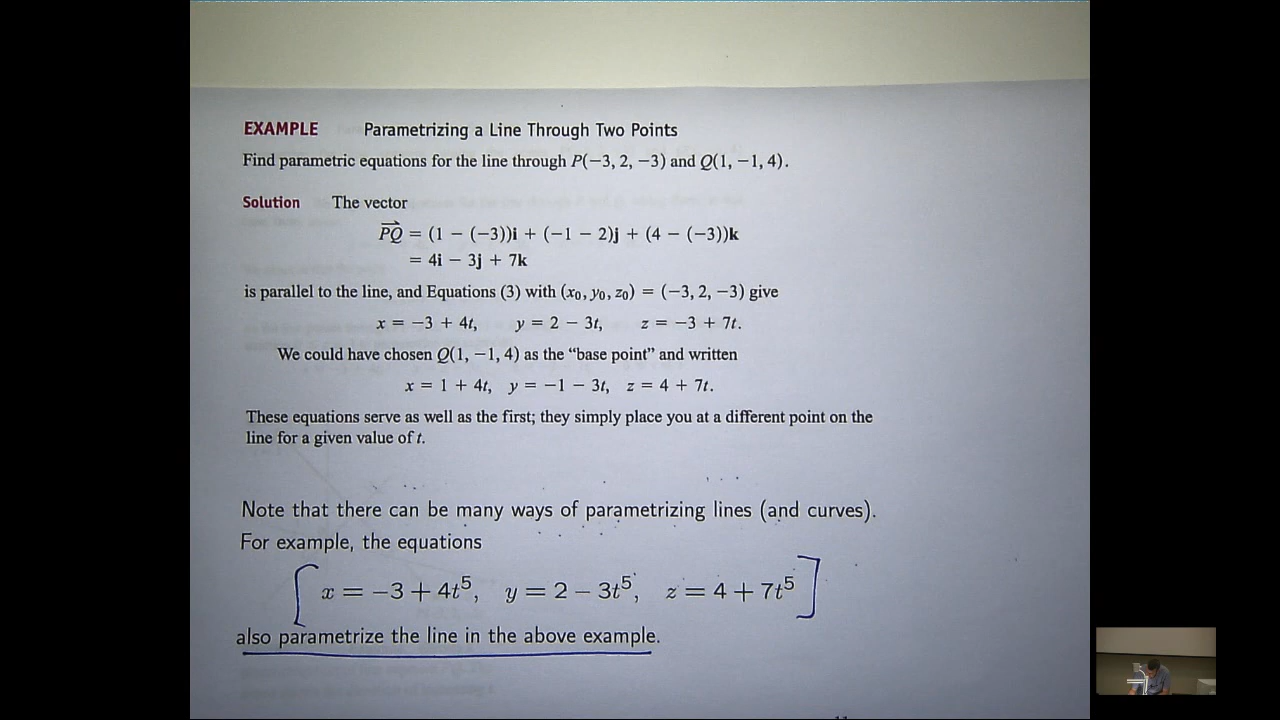 EXAMPLE Parametrizing a Line Through Two Points
Find parametric equations for the line through P(−3, 2, −3) and Q(1, −1, 4).
Solution The vector
PQ⃗ = (1 − (−3))i + (−1 − 2)j + (4 − (−3))k
= 4i − 3j + 7k
is parallel to the line, and Equations (3) with (x₀, y₀, z₀) = (−3, 2, −3) give
x = −3 + 4t, y = 2 − 3t, z = −3 + 7t.
We could have chosen Q(1, −1, 4) as the “base point” and written
x = 1 + 4t, y = −1 − 3t, z = 4 + 7t.
These equations serve as well as the first; they simply place you at a different point on the
line for a given value of t.
Note that there can be many ways of parametrizing lines (and curves).
For example, the equations
[ x = −3 + 4t⁵, y = 2 − 3t⁵, z = 4 + 7t⁵ ]
also parametrize the line in the above example.